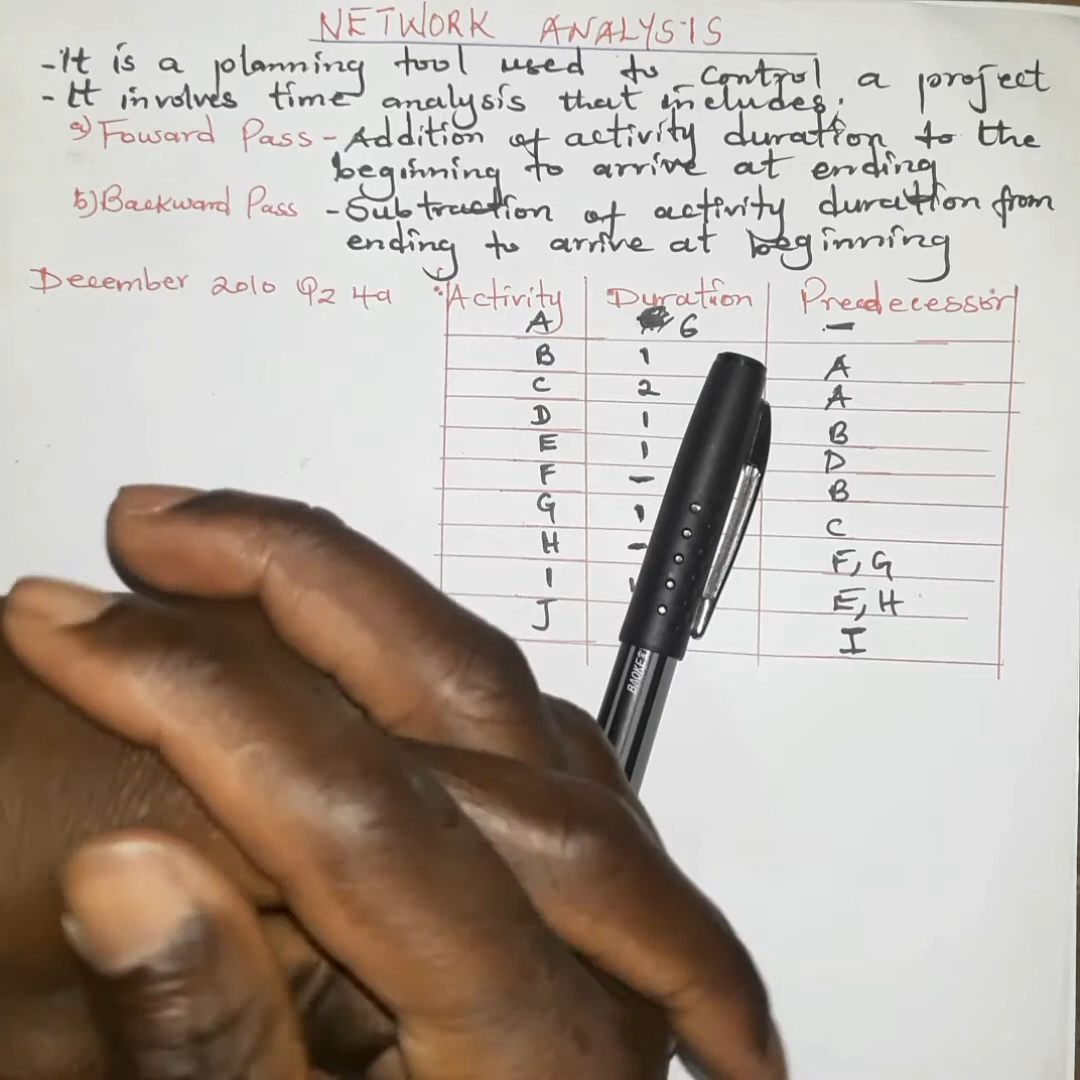 NETWORK ANALYSIS
-It is a planning tool used to control a project
- It involves time analysis that includes;
a) Foward Pass - Addition of activity duration to the
beginning to arrive at ending
b) Backward Pass - Subtraction of activity duration from
ending to arrive at beginning
December 2010 Q2 4a
Activity Duration Predecessor
A 6 -
B 1 A
C 2 A
D 1 B
E 1 D
F - B
G 1 C
H - F, G
I E, H
J I
BAOKE